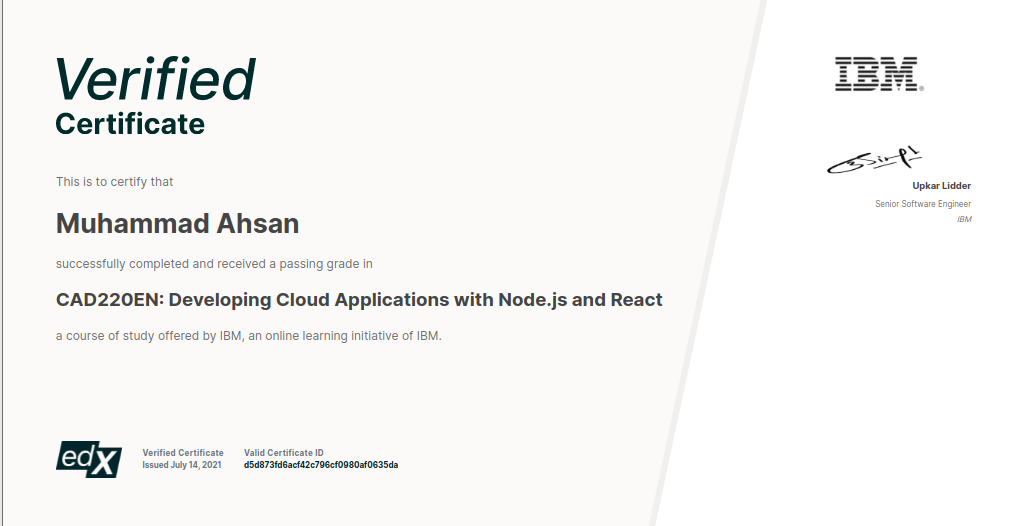 Verified
Certificate
This is to certify that
Muhammad Ahsan
successfully completed and received a passing grade in
CAD220EN: Developing Cloud Applications with Node.js and React
a course of study offered by IBM, an online learning initiative of IBM.
edX
Verified Certificate
Issued July 14, 2021
Valid Certificate ID
d5d873fd6acf42c796cf0980af0635da
IBM®
Upkar Lidder
Senior Software Engineer
IBM